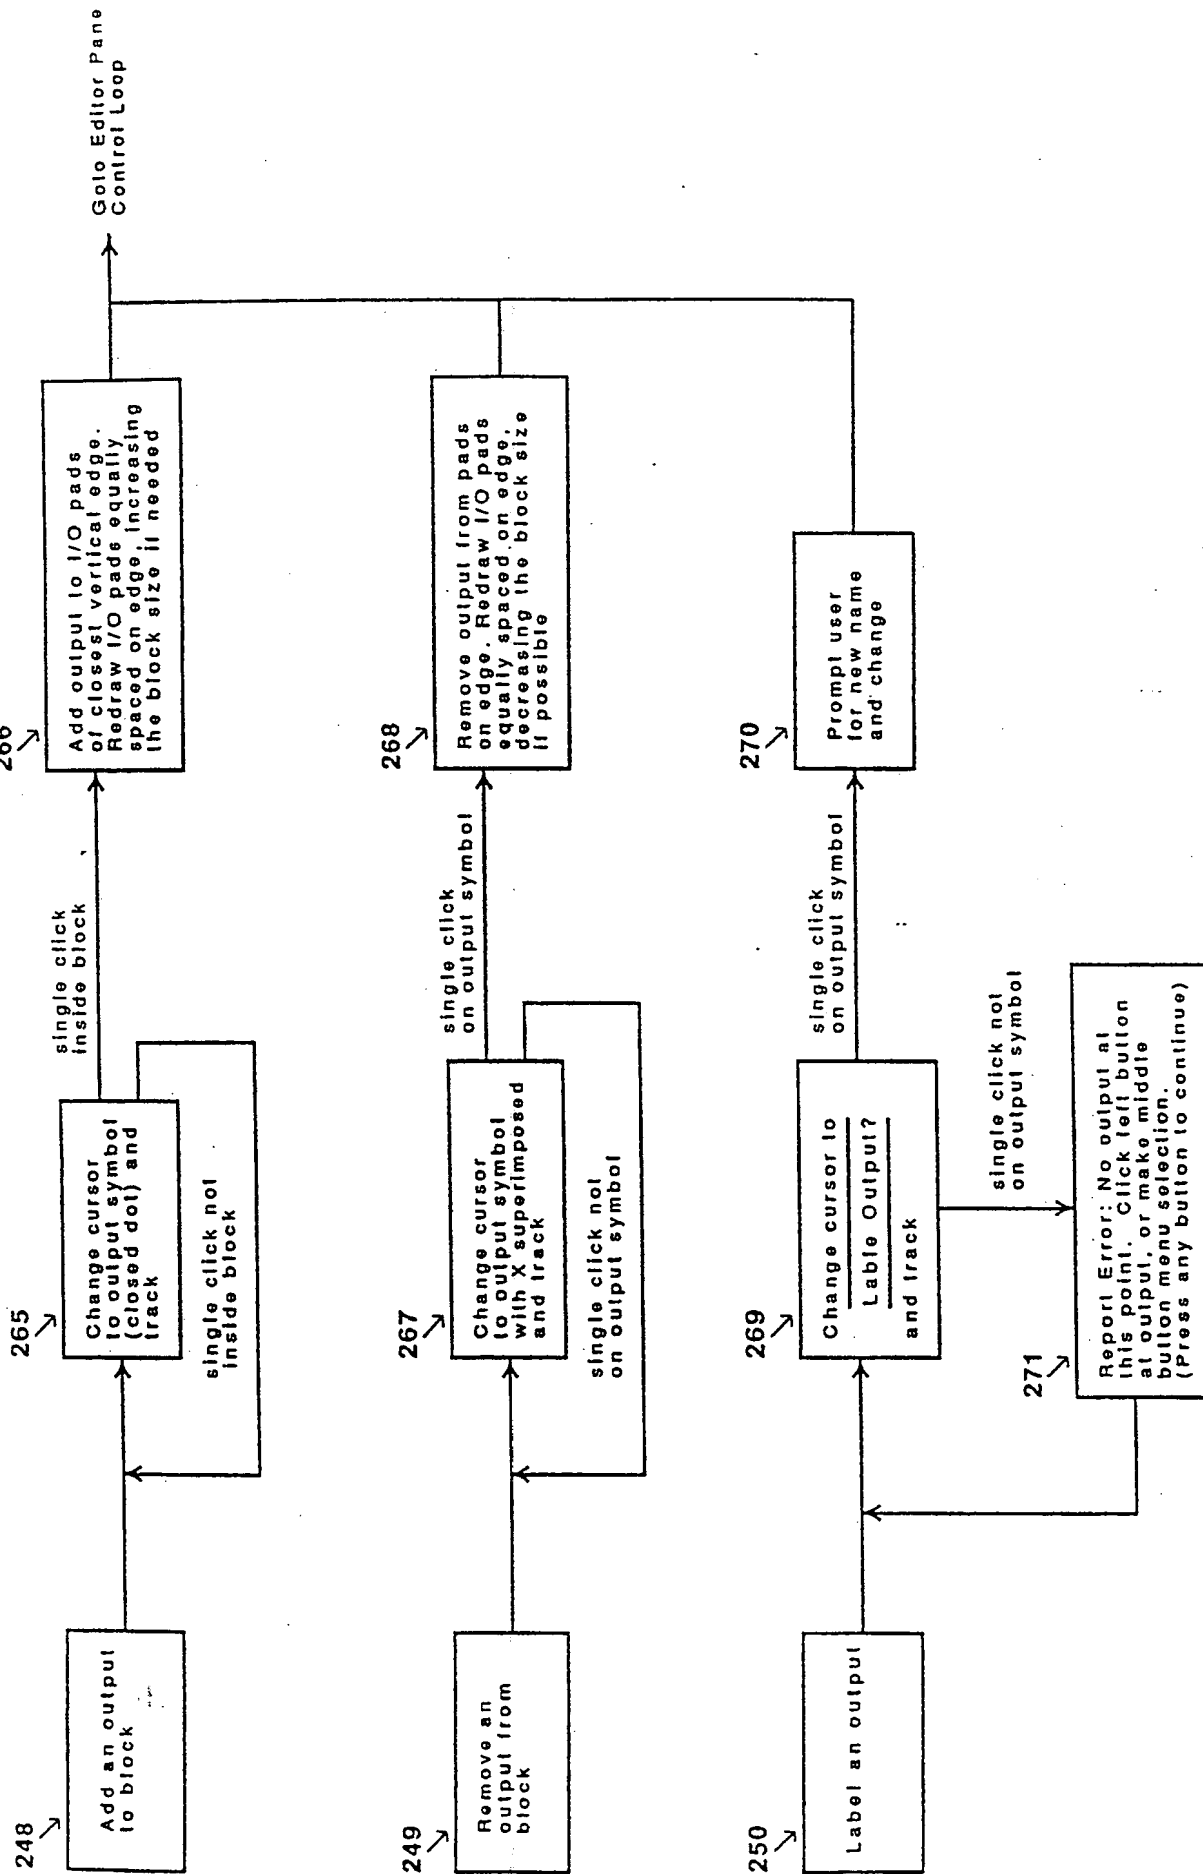 248
Add an output
to block
265
Change cursor
to output symbol
(closed dot) and
track
single click not
inside block
single click
inside block
266
Add output to I/O pads
of closest vertical edge.
Redraw I/O pads equally
spaced on edge, increasing
the block size if needed
Goto Editor Pane
Control Loop
249
Remove an
output from
block
267
Change cursor
to output symbol
with X superimposed
and track
single click not
on output symbol
single click
on output symbol
268
Remove output from pads
on edge. Redraw I/O pads
equally spaced on edge,
decreasing the block size
if possible
250
Label an output
269
Change cursor to
Lable Output?
and track
single click
on output symbol
270
Prompt user
for new name
and change
single click not
on output symbol
271
Report Error: No output at
this point. Click left button
at output, or make middle
button menu selection.
(Press any button to continue)